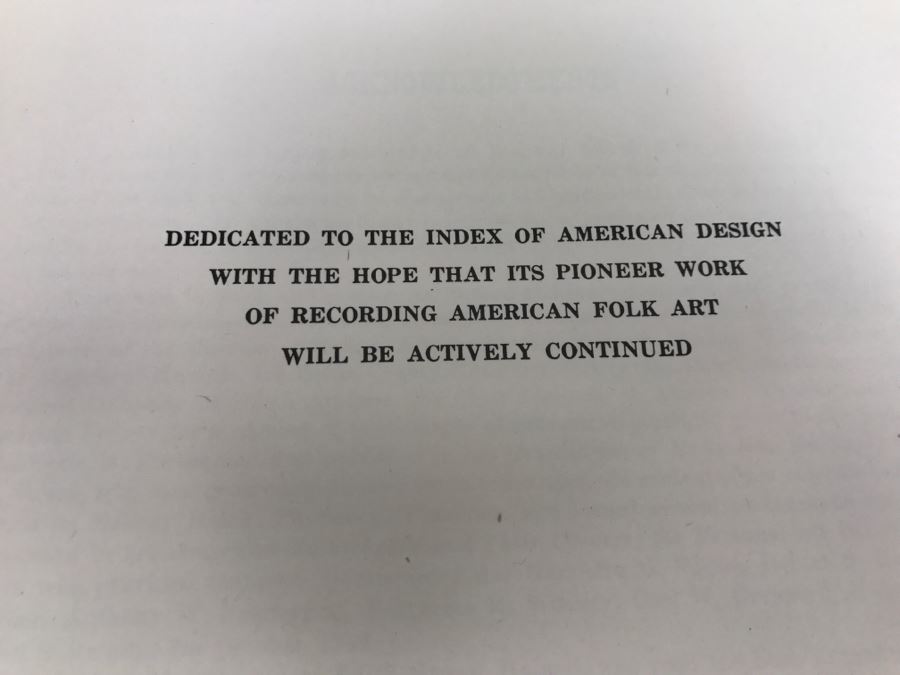 DEDICATED TO THE INDEX OF AMERICAN DESIGN
WITH THE HOPE THAT ITS PIONEER WORK
OF RECORDING AMERICAN FOLK ART
WILL BE ACTIVELY CONTINUED